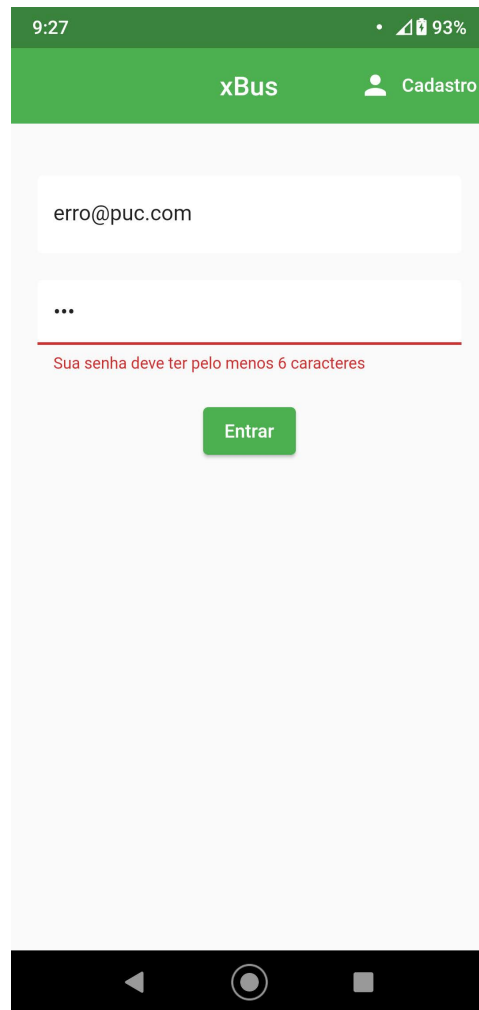 9:27
93%
xBus
Cadastro
erro@puc.com
•••
Sua senha deve ter pelo menos 6 caracteres
Entrar